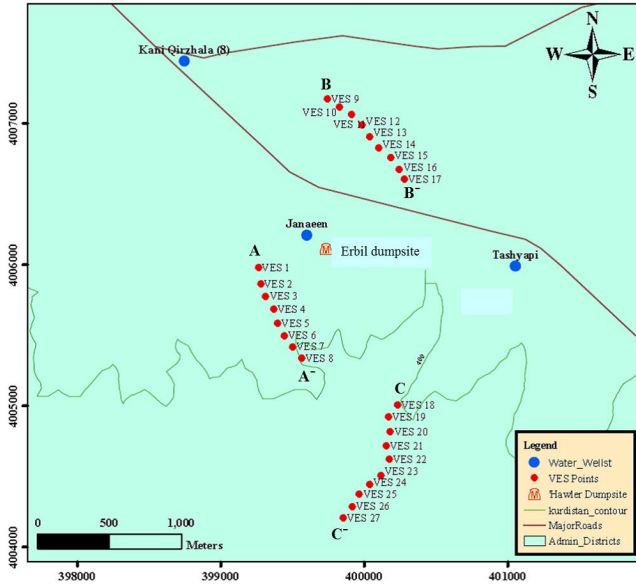 N
W E
S
Kani Qirzhala (8)
B
VES 9
VES 10
VES 12
VES 13
VES 14
VES 15
VES 16
VES 17
B-
Janaeen
Erbil dumpsite
Tashyapi
A
VES 1
VES 2
VES 3
VES 4
VES 5
VES 6
VES 7
VES 8
A-
400
C
VES 18
VES 19
VES 20
VES 21
VES 22
VES 23
VES 24
VES 25
VES 26
VES 27
C-
Legend
Water_Wellst
VES Points
Hawler Dumpsite
kurdistan_contour
MajorRoads
Admin_Districts
0 500 1,000
Meters
4007000
4006000
4005000
4004000
398000 399000 400000 401000